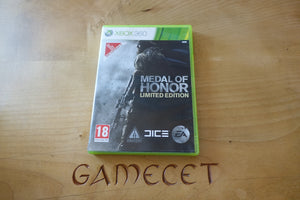 XBOX 360
MEDAL OF
HONOR
LIMITED EDITION
18
DICE
EA
GAMECET